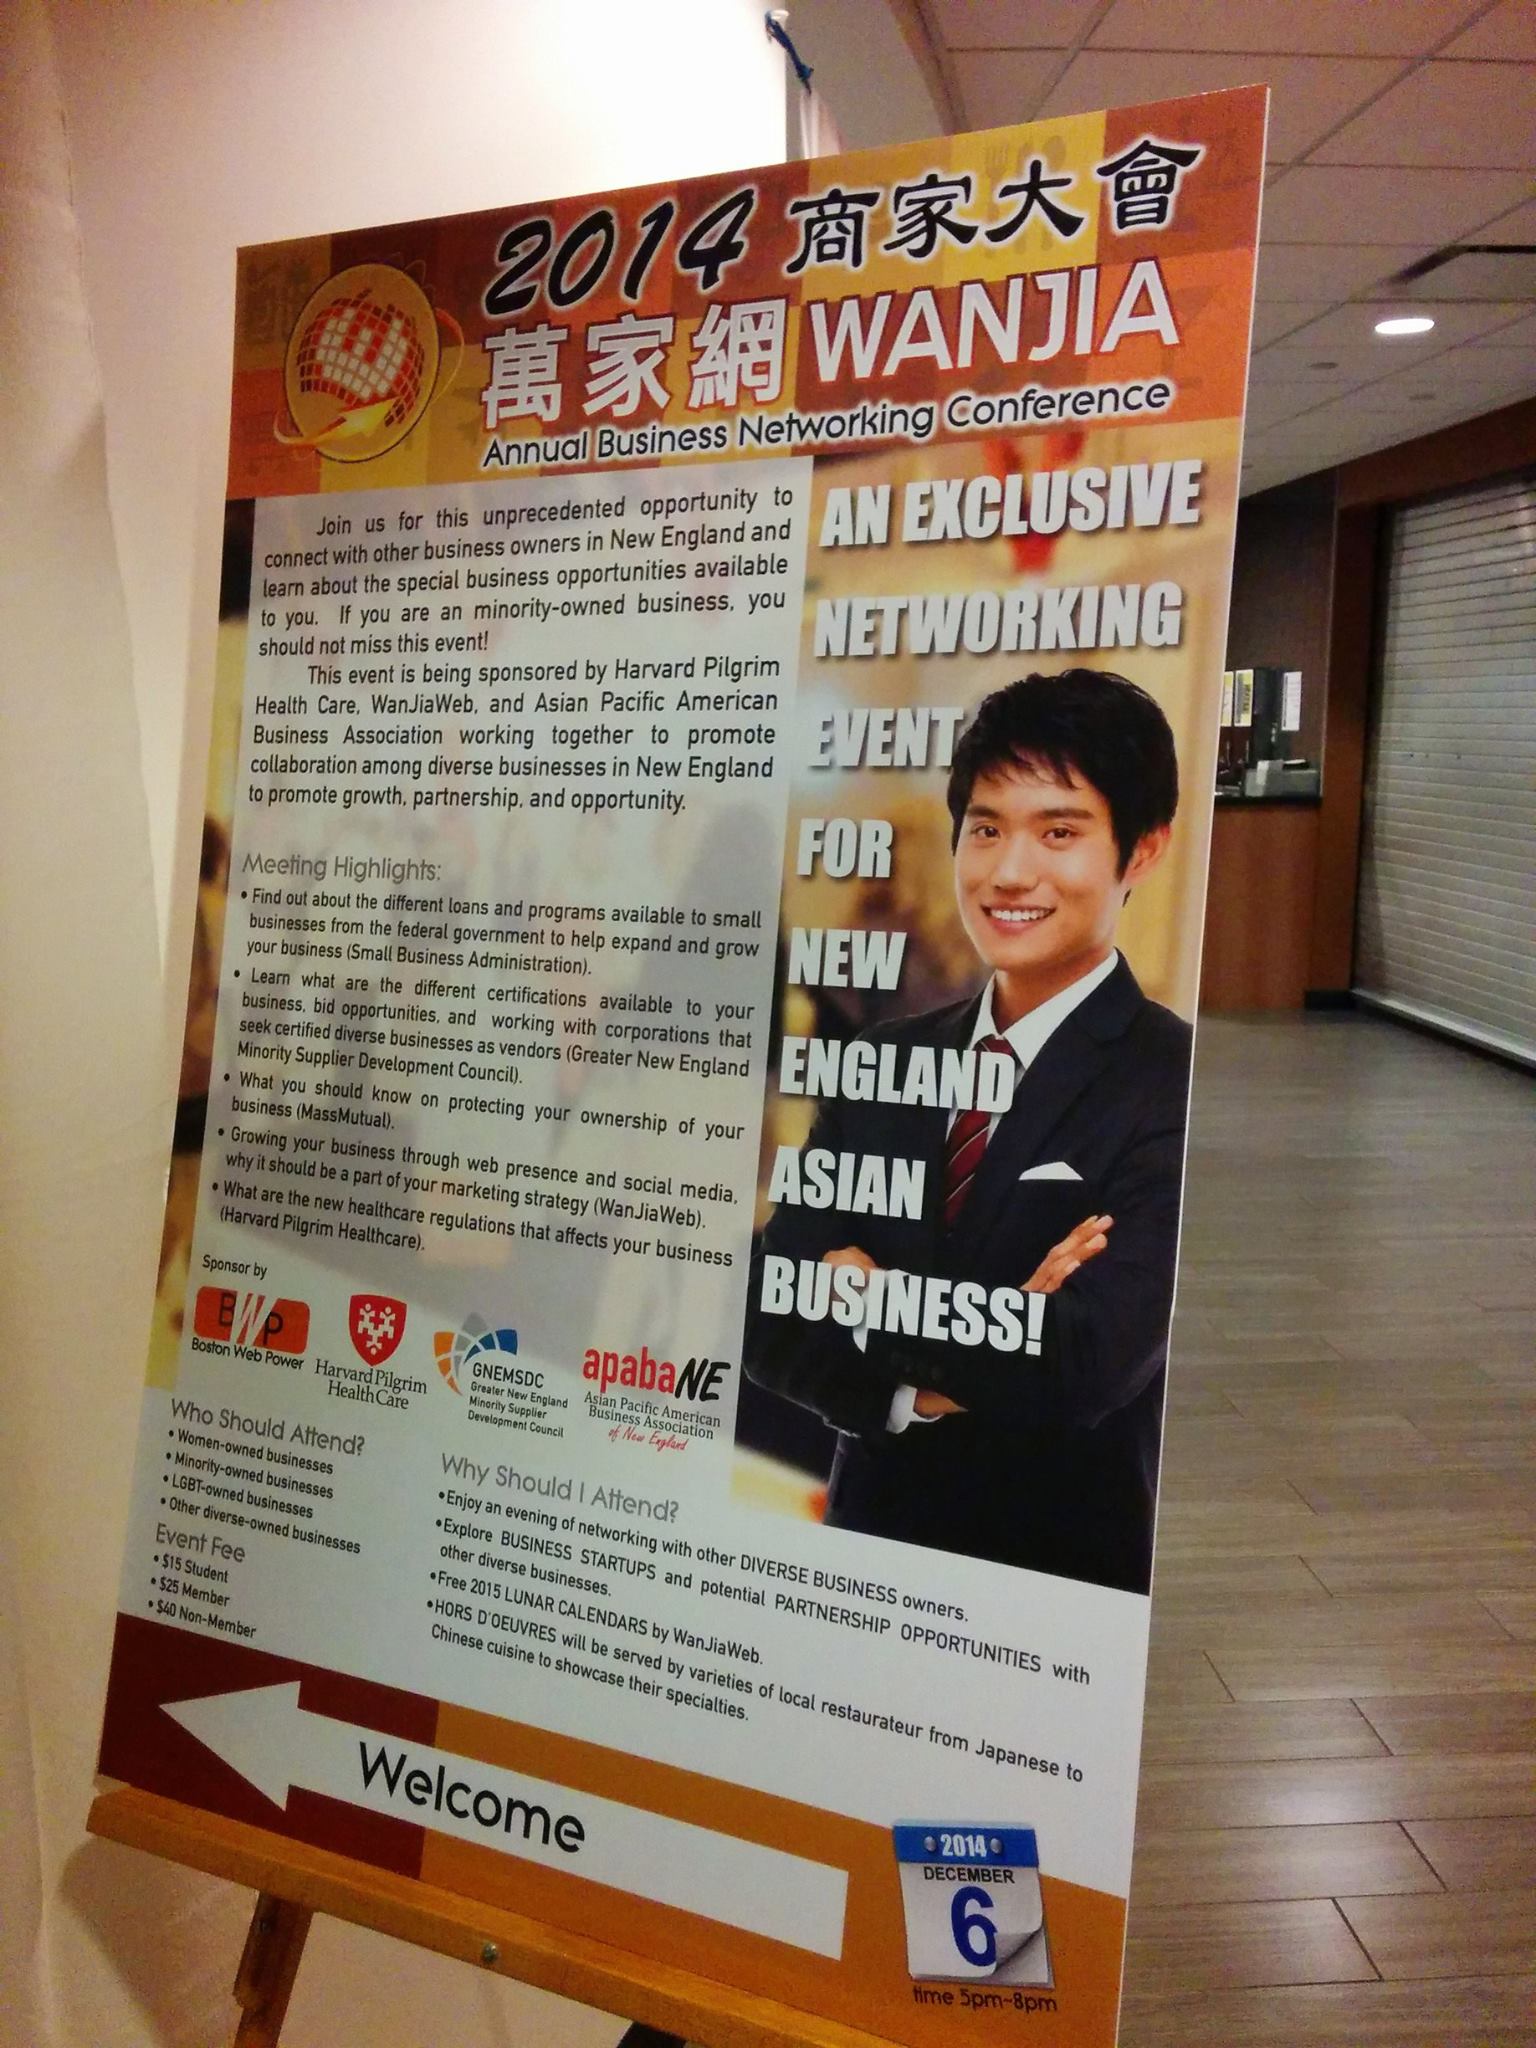 2014 商家大會
萬家網 WANJIA
Annual Business Networking Conference
Join us for this unprecedented opportunity to
connect with other business owners in New England and
learn about the special business opportunities available
to you. If you are an minority-owned business, you
should not miss this event!
This event is being sponsored by Harvard Pilgrim
Health Care, WanJiaWeb, and Asian Pacific American
Business Association working together to promote
collaboration among diverse businesses in New England
to promote growth, partnership, and opportunity.
AN EXCLUSIVE
NETWORKING
EVENT
FOR
NEW
ENGLAND
ASIAN
BUSINESS!
Meeting Highlights:
• Find out about the different loans and programs available to small
businesses from the federal government to help expand and grow
your business (Small Business Administration).
• Learn what are the different certifications available to your
business, bid opportunities, and working with corporations that
seek certified diverse businesses as vendors (Greater New England
Minority Supplier Development Council).
• What you should know on protecting your ownership of your
business (MassMutual).
• Growing your business through web presence and social media,
why it should be a part of your marketing strategy (WanJiaWeb).
• What are the new healthcare regulations that affects your business
(Harvard Pilgrim Healthcare).
Sponsor by
BWP
Boston Web Power
Harvard Pilgrim
HealthCare
GNEMSDC
Greater New England
Minority Supplier
Development Council
apabaNE
Asian Pacific American
Business Association
of New England
Who Should Attend?
• Women-owned businesses
• Minority-owned businesses
• LGBT-owned businesses
• Other diverse-owned businesses
Event Fee
• $15 Student
• $25 Member
• $40 Non-Member
Why Should I Attend?
• Enjoy an evening of networking with other DIVERSE BUSINESS owners.
• Explore BUSINESS STARTUPS and potential PARTNERSHIP OPPORTUNITIES with
other diverse businesses.
• Free 2015 LUNAR CALENDARS by WanJiaWeb.
• HORS D'OEUVRES will be served by varieties of local restaurateur from Japanese to
Chinese cuisine to showcase their specialties.
Welcome
2014
DECEMBER
6
time 5pm~8pm